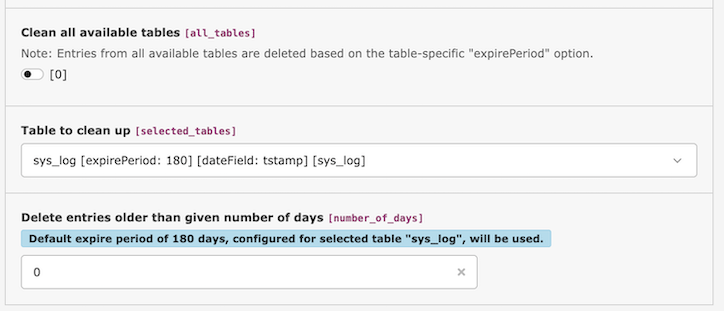 Clean all available tables [all_tables]
Note: Entries from all available tables are deleted based on the table-specific "expirePeriod" option.
[0]
Table to clean up [selected_tables]
sys_log [expirePeriod: 180] [dateField: tstamp] [sys_log]
Delete entries older than given number of days [number_of_days]
Default expire period of 180 days, configured for selected table "sys_log", will be used.
0